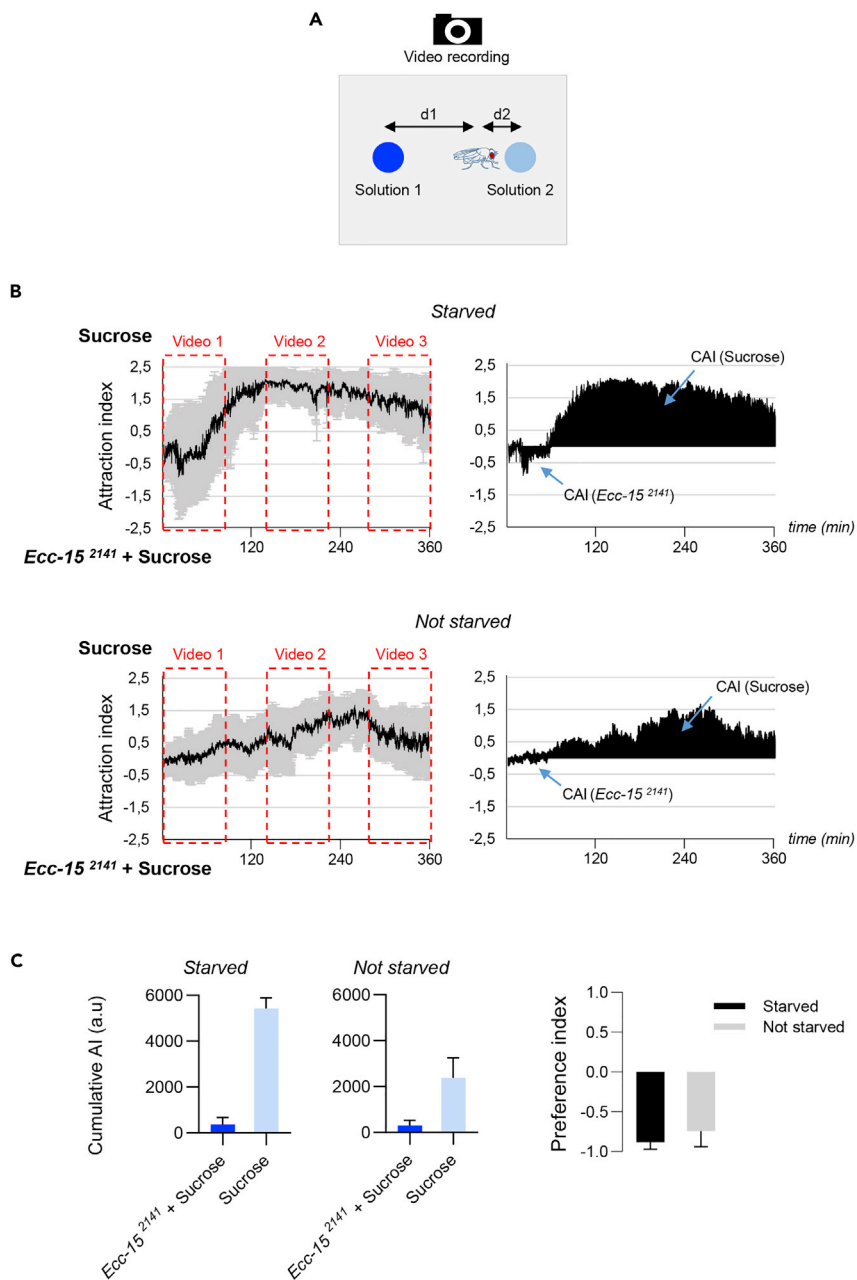 A
Video recording
d1
d2
Solution 1
Solution 2
B
Starved
Sucrose
Video 1
Video 2
Video 3
Attraction index
2,5
1,5
0,5
-0,5
-1,5
-2,5
120
240
360
Ecc-15 2141 + Sucrose
2,5
1,5
0,5
-0,5
-1,5
-2,5
CAI (Sucrose)
CAI (Ecc-15 2141)
120
240
360
time (min)
Not starved
Sucrose
Video 1
Video 2
Video 3
Attraction index
2,5
1,5
0,5
-0,5
-1,5
-2,5
120
240
360
Ecc-15 2141 + Sucrose
2,5
1,5
0,5
-0,5
-1,5
-2,5
CAI (Sucrose)
CAI (Ecc-15 2141)
120
240
360
time (min)
C
Starved
Cumulative AI (a.u)
6000
4000
2000
0
Ecc-15 2141 + Sucrose
Sucrose
Not starved
6000
4000
2000
0
Ecc-15 2141 + Sucrose
Sucrose
Preference index
1.0
0.5
0.0
-0.5
-1.0
Starved
Not starved